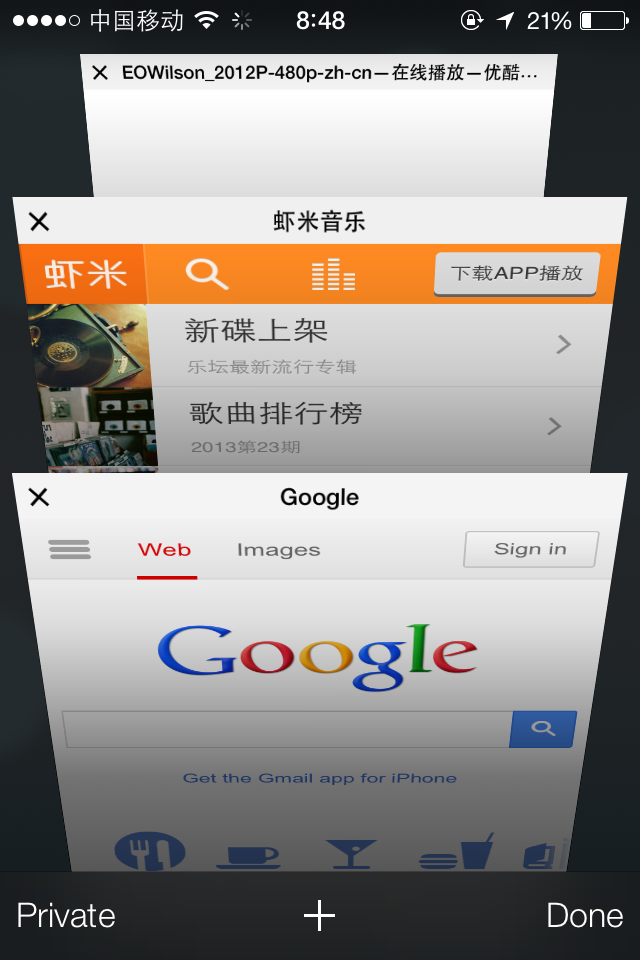 中国移动 8:48 21%
EOWilson_2012P-480p-zh-cn—在线播放—优酷…
虾米音乐
虾米 下载APP播放
新碟上架
乐坛最新流行专辑
歌曲排行榜
2013第23期
Google
Web Images Sign in
Google
Get the Gmail app for iPhone
Private + Done